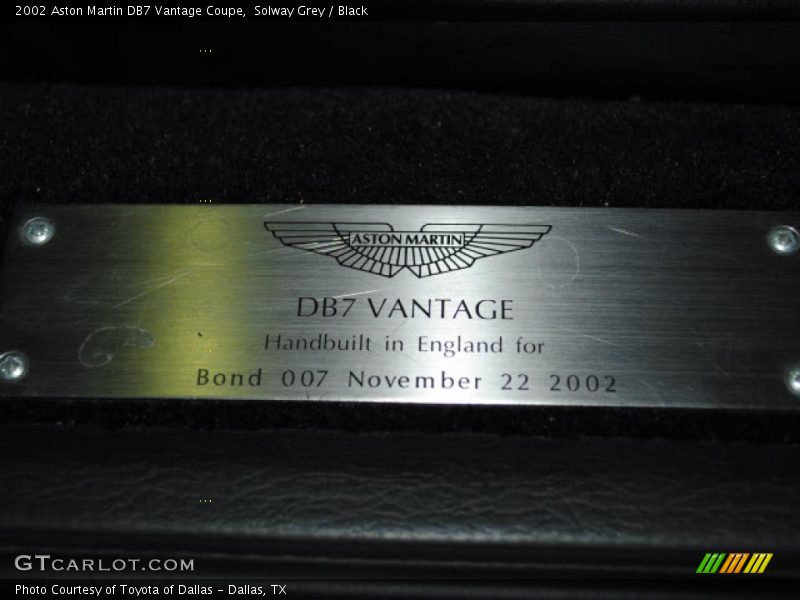 2002 Aston Martin DB7 Vantage Coupe,  Solway Grey / Black
ASTON MARTIN
DB7 VANTAGE
Handbuilt in England for
Bond 007 November 22 2002
GTCARLOT.COM
Photo Courtesy of Toyota of Dallas - Dallas, TX